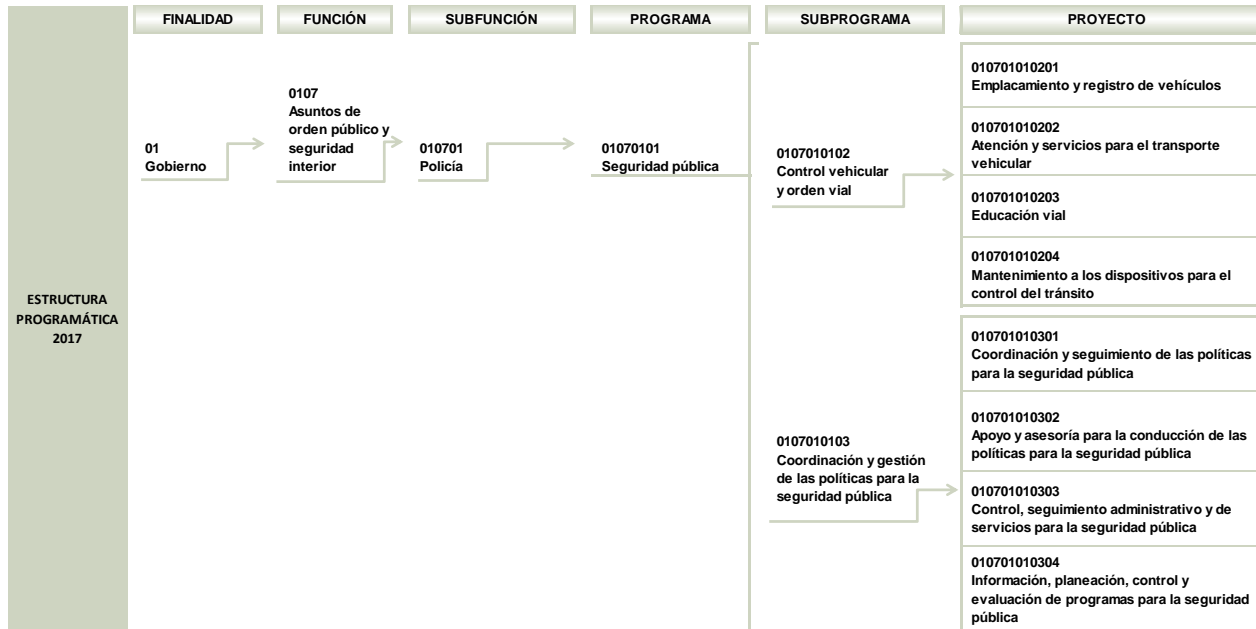 FINALIDAD
FUNCIÓN
SUBFUNCIÓN
PROGRAMA
SUBPROGRAMA
PROYECTO
ESTRUCTURA
PROGRAMÁTICA
2017
01
Gobierno
0107
Asuntos de
orden público y
seguridad
interior
010701
Policía
01070101
Seguridad pública
0107010102
Control vehicular
y orden vial
010701010201
Emplacamiento y registro de vehículos
010701010202
Atención y servicios para el transporte
vehicular
010701010203
Educación vial
010701010204
Mantenimiento a los dispositivos para el
control del tránsito
0107010103
Coordinación y gestión
de las políticas para la
seguridad pública
010701010301
Coordinación y seguimiento de las políticas
para la seguridad pública
010701010302
Apoyo y asesoría para la conducción de las
políticas para la seguridad pública
010701010303
Control, seguimiento administrativo y de
servicios para la seguridad pública
010701010304
Información, planeación, control y
evaluación de programas para la seguridad
pública